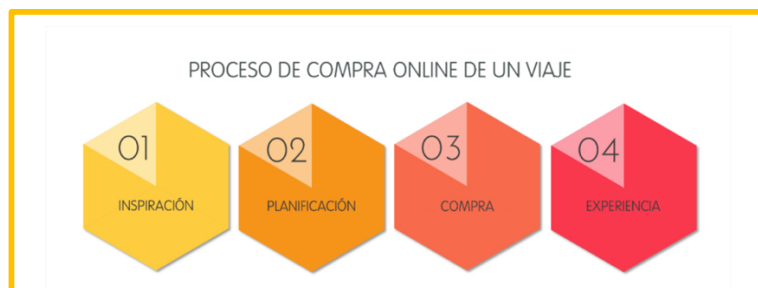 PROCESO DE COMPRA ONLINE DE UN VIAJE
01
INSPIRACIÓN
02
PLANIFICACIÓN
03
COMPRA
04
EXPERIENCIA